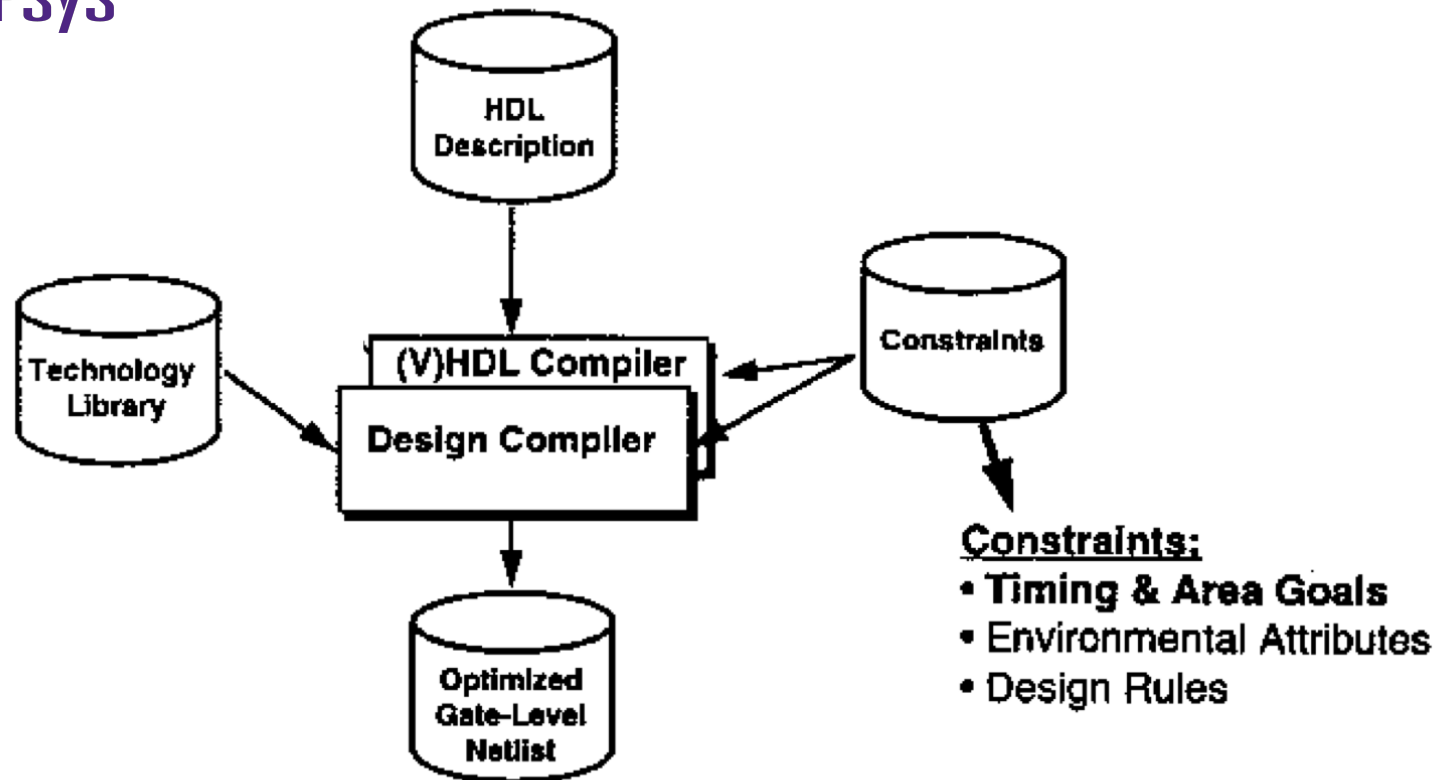 HDL
Description
Technology
Library
(V)HDL Compiler
Design Compiler
Constraints
Constraints:
• Timing & Area Goals
• Environmental Attributes
• Design Rules
Optimized
Gate-Level
Netlist